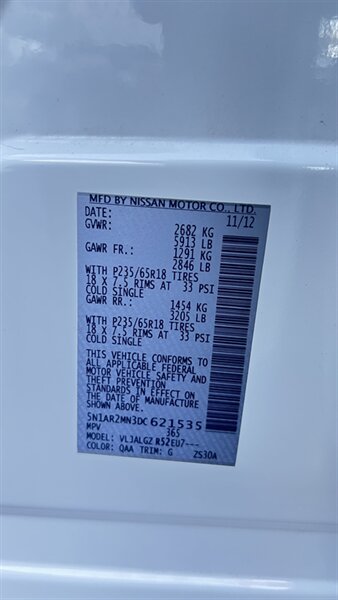 MFD BY NISSAN MOTOR CO., LTD.
DATE: 11/12
GVWR: 2682 KG
5913 LB
GAWR FR.: 1291 KG
2846 LB
WITH P235/65R18 TIRES
18 X 7.5 RIMS AT 33 PSI
COLD SINGLE
GAWR RR.: 1454 KG
3205 LB
WITH P235/65R18 TIRES
18 X 7.5 RIMS AT 33 PSI
COLD SINGLE
THIS VEHICLE CONFORMS TO
ALL APPLICABLE FEDERAL
MOTOR VEHICLE SAFETY AND
THEFT PREVENTION
STANDARDS IN EFFECT ON
THE DATE OF MANUFACTURE
SHOWN ABOVE.
5N1AR2MN3DC621535
MPV 365
MODEL: VLJALGZ R52EU7---
COLOR: QAA TRIM: G ZS30A